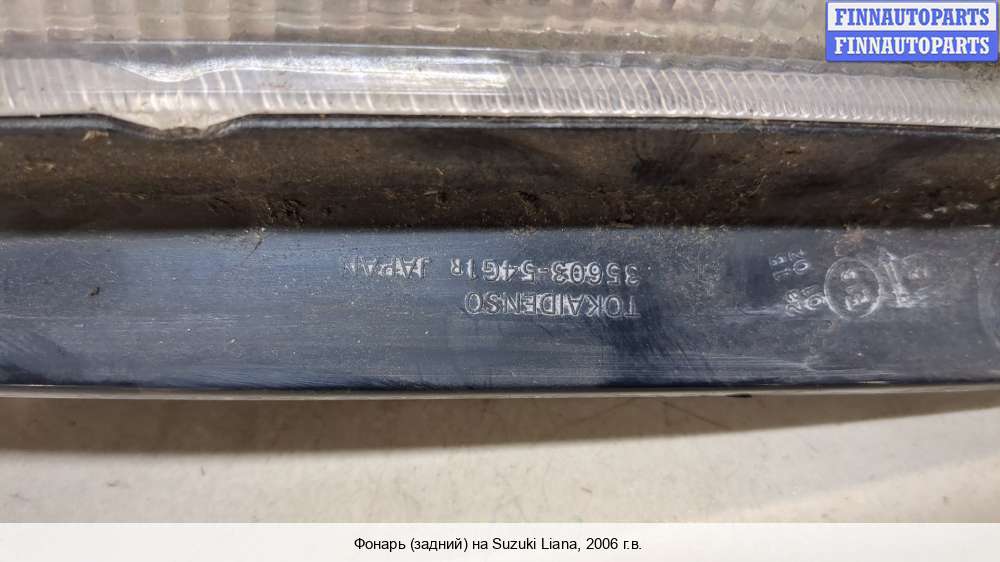 FINNAUTOPARTS
FINNAUTOPARTS
TOKAIDENSO
35603-54G1R JAPAN
Фонарь (задний) на Suzuki Liana, 2006 г.в.